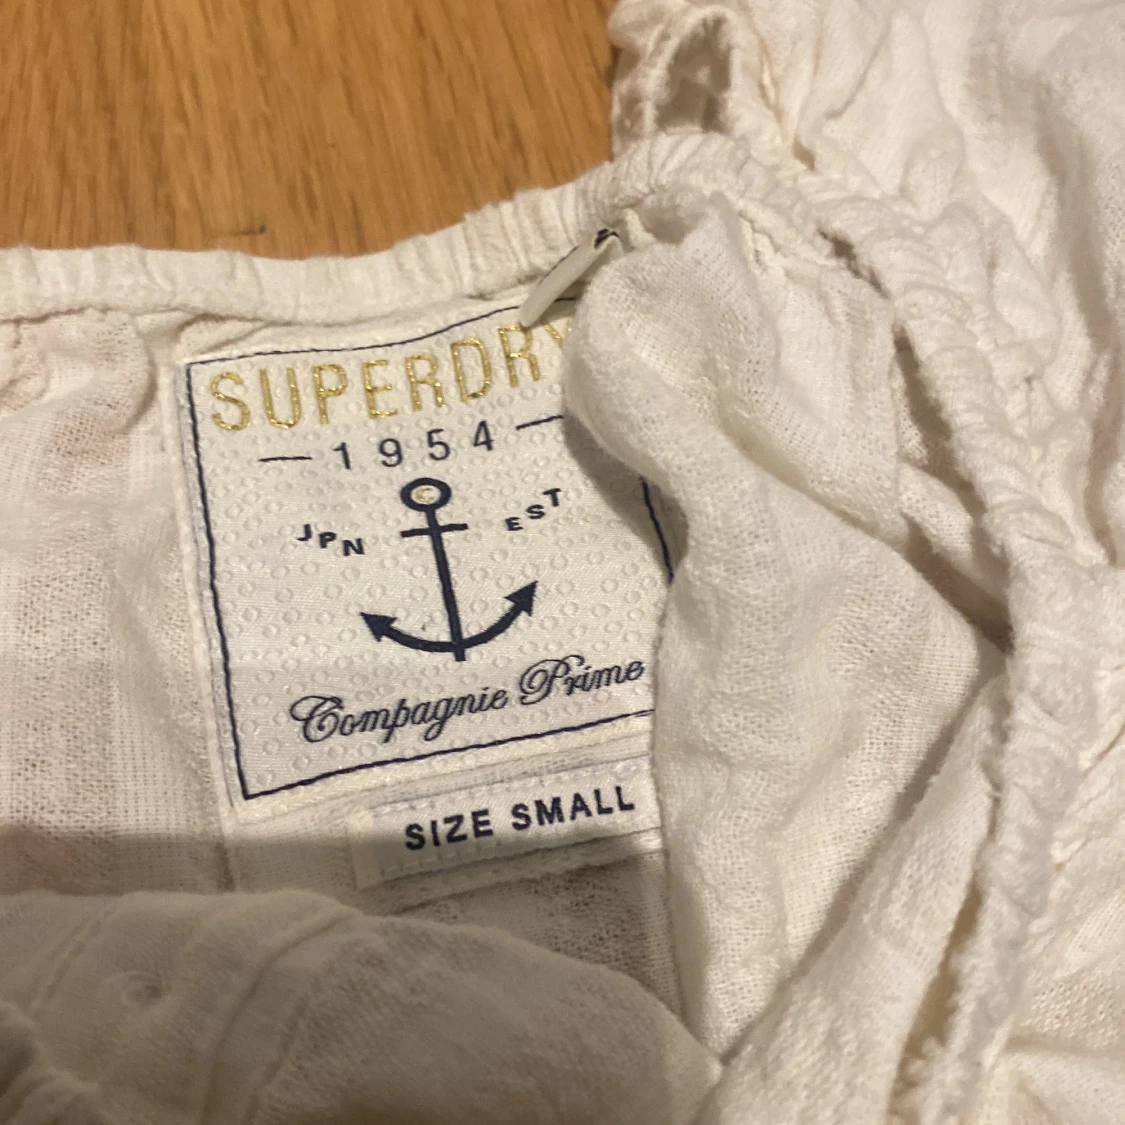 SUPERDRY
1954
JPN EST
Compagnie Prime
SIZE SMALL